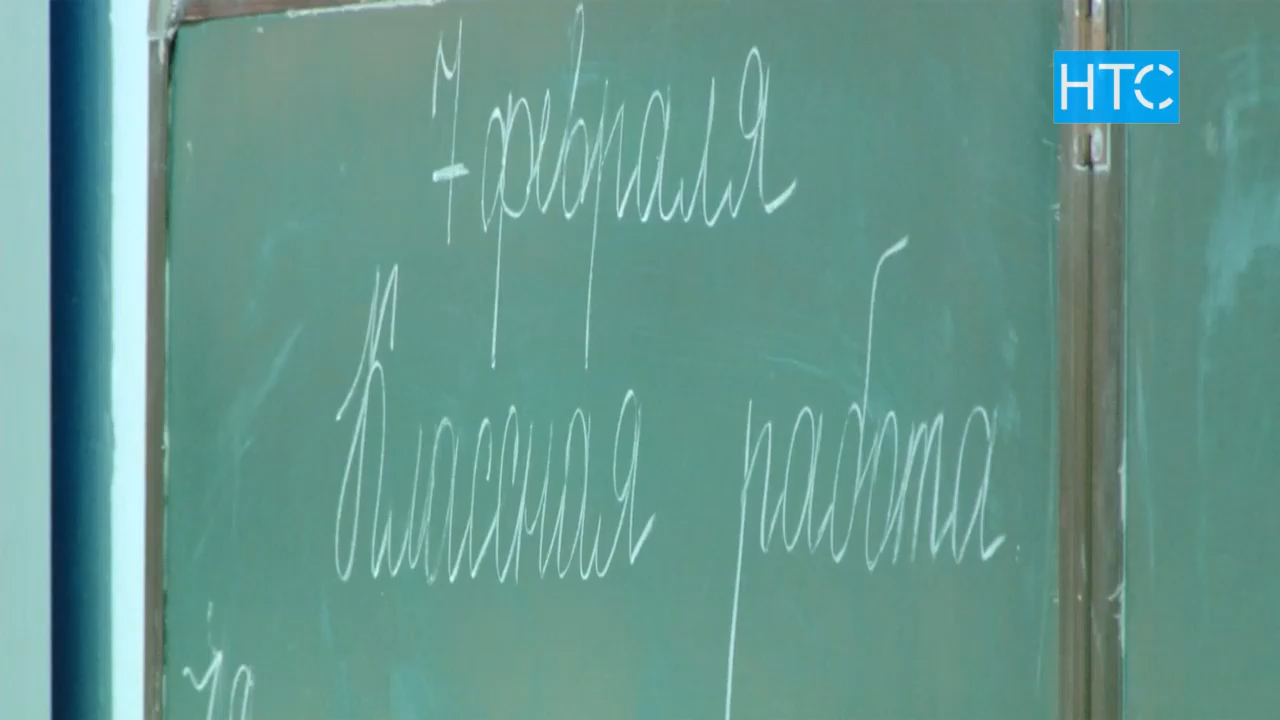 НТС
7 февраля
Классная работа